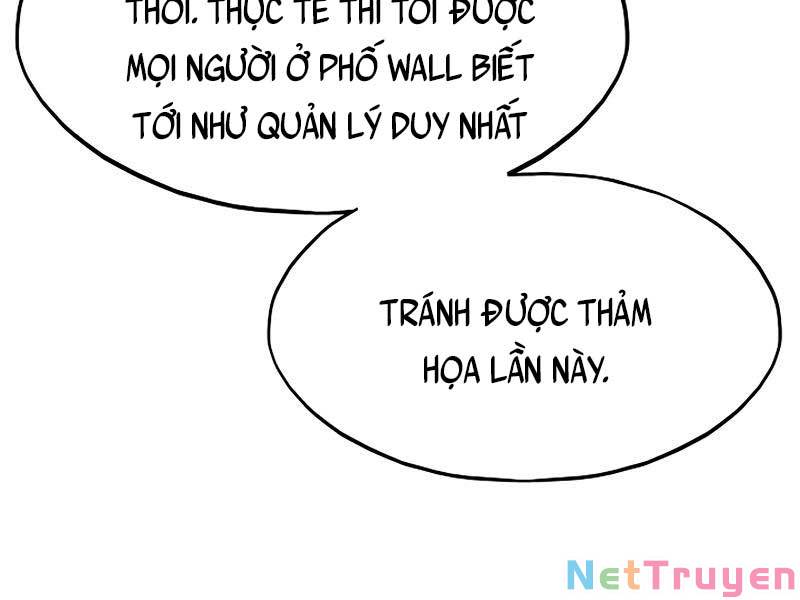 THÔI. THỰC TẾ THÌ TÔI ĐƯỢC
MỌI NGƯỜI Ở PHỐ WALL BIẾT
TỚI NHƯ QUẢN LÝ DUY NHẤT
TRÁNH ĐƯỢC THẢM
HỌA LẦN NÀY.
NetTruyen